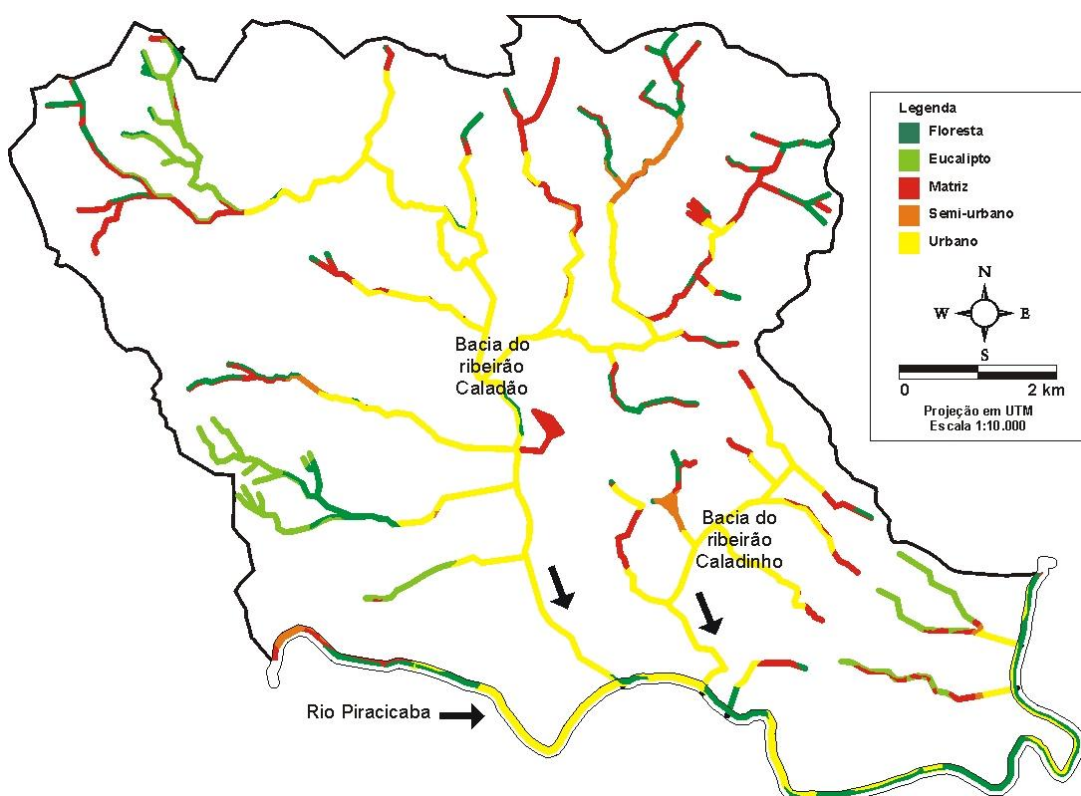 Legenda
Floresta
Eucalipto
Matriz
Semi-urbano
Urbano
N
W
E
S
0
2 km
Projeção em UTM
Escala 1:10.000
Bacia do
ribeirão
Caladão
Bacia do
ribeirão
Caladinho
Rio Piracicaba